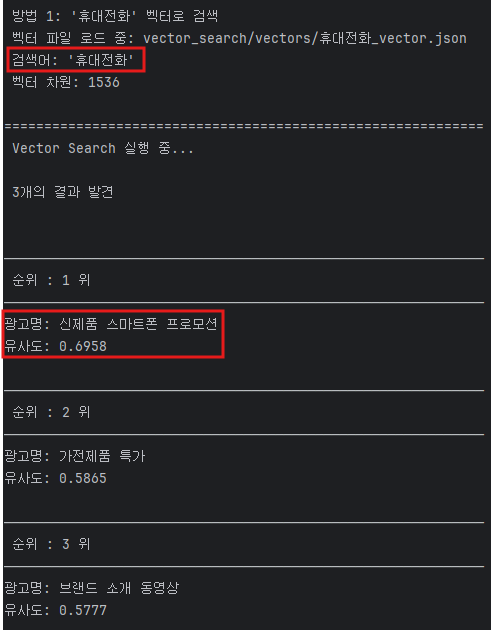 방법 1: '휴대전화' 벡터로 검색
벡터 파일 로드 중: vector_search/vectors/휴대전화_vector.json
검색어: '휴대전화'
벡터 차원: 1536
============================================================
Vector Search 실행 중...
3개의 결과 발견
순위 : 1 위
광고명: 신제품 스마트폰 프로모션
유사도: 0.6958
순위 : 2 위
광고명: 가전제품 특가
유사도: 0.5865
순위 : 3 위
광고명: 브랜드 소개 동영상
유사도: 0.5777